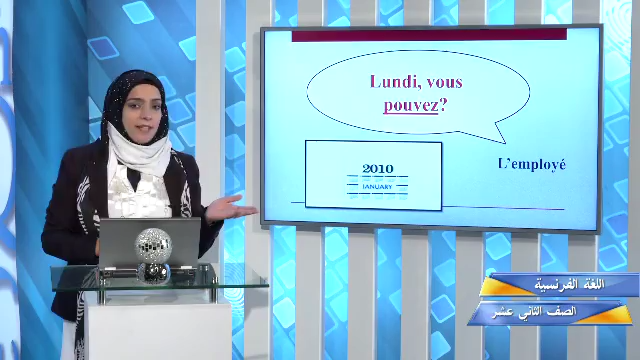 Lundi, vous
pouvez?
L'employé
2010
JANUARY
اللغة الفرنسية
الصف الثاني عشر